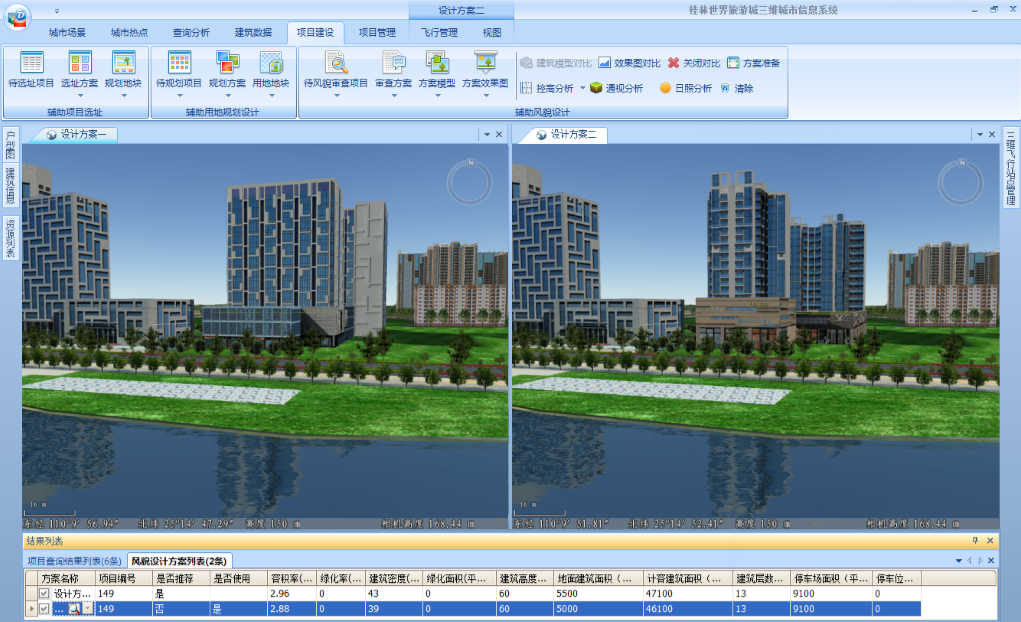 设计方案二
桂林世界旅游城三维城市信息系统
城市场景 城市热点 查询分析 建筑数据 项目建设 项目管理 飞行管理 视图
待选址项目 选址方案 规划地块 待规划项目 规划方案 用地地块 待风貌审查项目 审查方案 方案模型 方案效果图
建筑模型对比 效果图对比 关闭对比 方案准备
控高分析 通视分析 日照分析 清除
辅助项目选址 辅助用地规划设计 辅助风貌设计
户型图
建筑信息
资源列表
设计方案一
N
16 m
东经 110°9' 56.94" 北纬 25°14' 47.29" 高度 150 m 相机高度 168.44 m
设计方案二
N
16 m
东经 110°9' 51.81" 北纬 25°14' 52.41" 高度 150 m 相机高度 168.44 m
三维飞行站点管理
结果列表
项目查询结果列表(6条) 风貌设计方案列表(2条)
方案名称 项目编号 是否推荐 是否使用 容积率(... 绿化率(... 建筑密度(... 绿化面积(平... 建筑高度... 地面建筑面积 (... 计容建筑面积 (... 建筑层数... 停车场面积 (平... 停车位...
设计方... 149 是 2.96 0 43 0 60 5500 47100 13 9100 0
... 149 否 是 2.88 0 39 0 60 5000 46100 13 9100 0